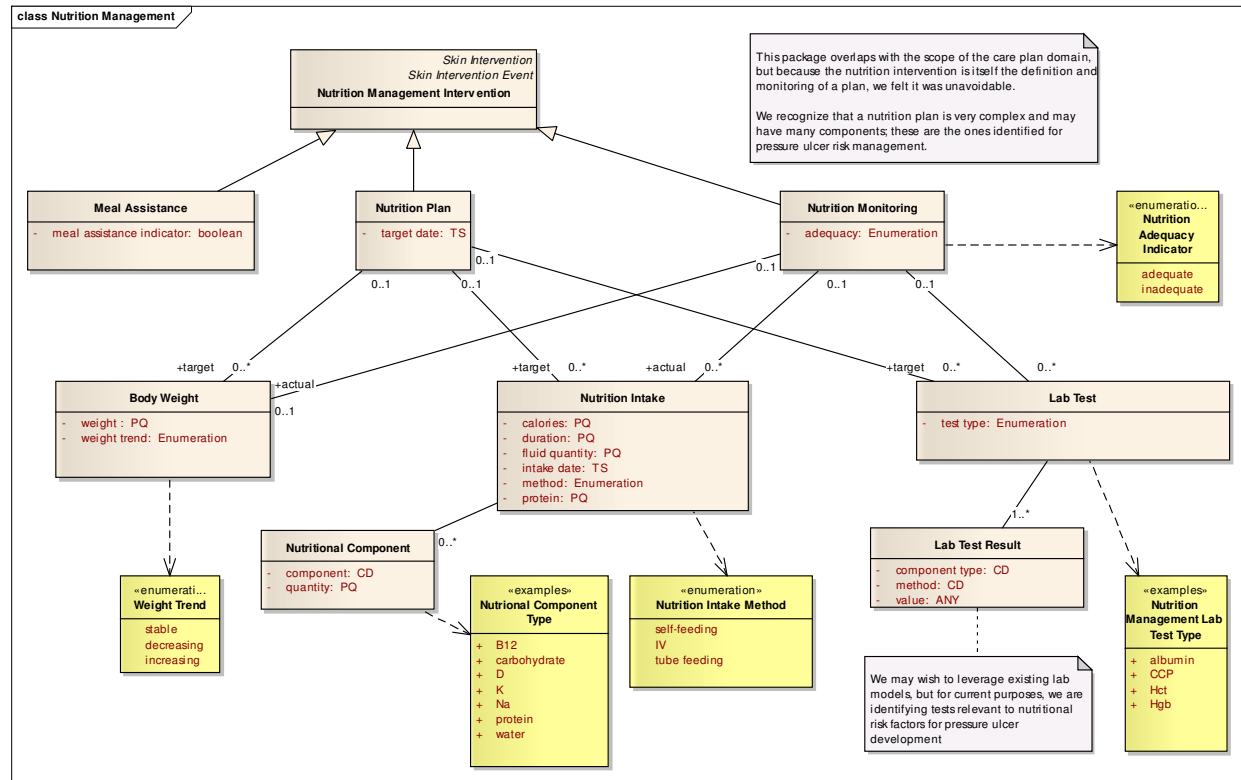 class Nutrition Management
Skin Intervention
Skin Intervention Event
Nutrition Management Intervention
This package overlaps with the scope of the care plan domain,
but because the nutrition intervention is itself the definition and
monitoring of a plan, we felt it was unavoidable.
We recognize that a nutrition plan is very complex and may
have many components; these are the ones identified for
pressure ulcer risk management.
Meal Assistance
- meal assistance indicator: boolean
Nutrition Plan
- target date: TS
Nutrition Monitoring
- adequacy: Enumeration
«enumeratio...
Nutrition
Adequacy
Indicator
adequate
inadequate
0..1
0..1
0..1
0..1
0..1
0..1
+target 0..*
+actual
0..1
+target 0..*
+actual 0..*
+target 0..*
0..*
Body Weight
- weight : PQ
- weight trend: Enumeration
Nutrition Intake
- calories: PQ
- duration: PQ
- fluid quantity: PQ
- intake date: TS
- method: Enumeration
- protein: PQ
Lab Test
- test type: Enumeration
0..*
1..*
Nutritional Component
- component: CD
- quantity: PQ
Lab Test Result
- component type: CD
- method: CD
- value: ANY
«enumerati...
Weight Trend
stable
decreasing
increasing
«examples»
Nutrional Component
Type
+ B12
+ carbohydrate
+ D
+ K
+ Na
+ protein
+ water
«enumeration»
Nutrition Intake Method
self-feeding
IV
tube feeding
«examples»
Nutrition
Management Lab
Test Type
+ albumin
+ CCP
+ Hct
+ Hgb
We may wish to leverage existing lab
models, but for current purposes, we are
identifying tests relevant to nutritional
risk factors for pressure ulcer
development